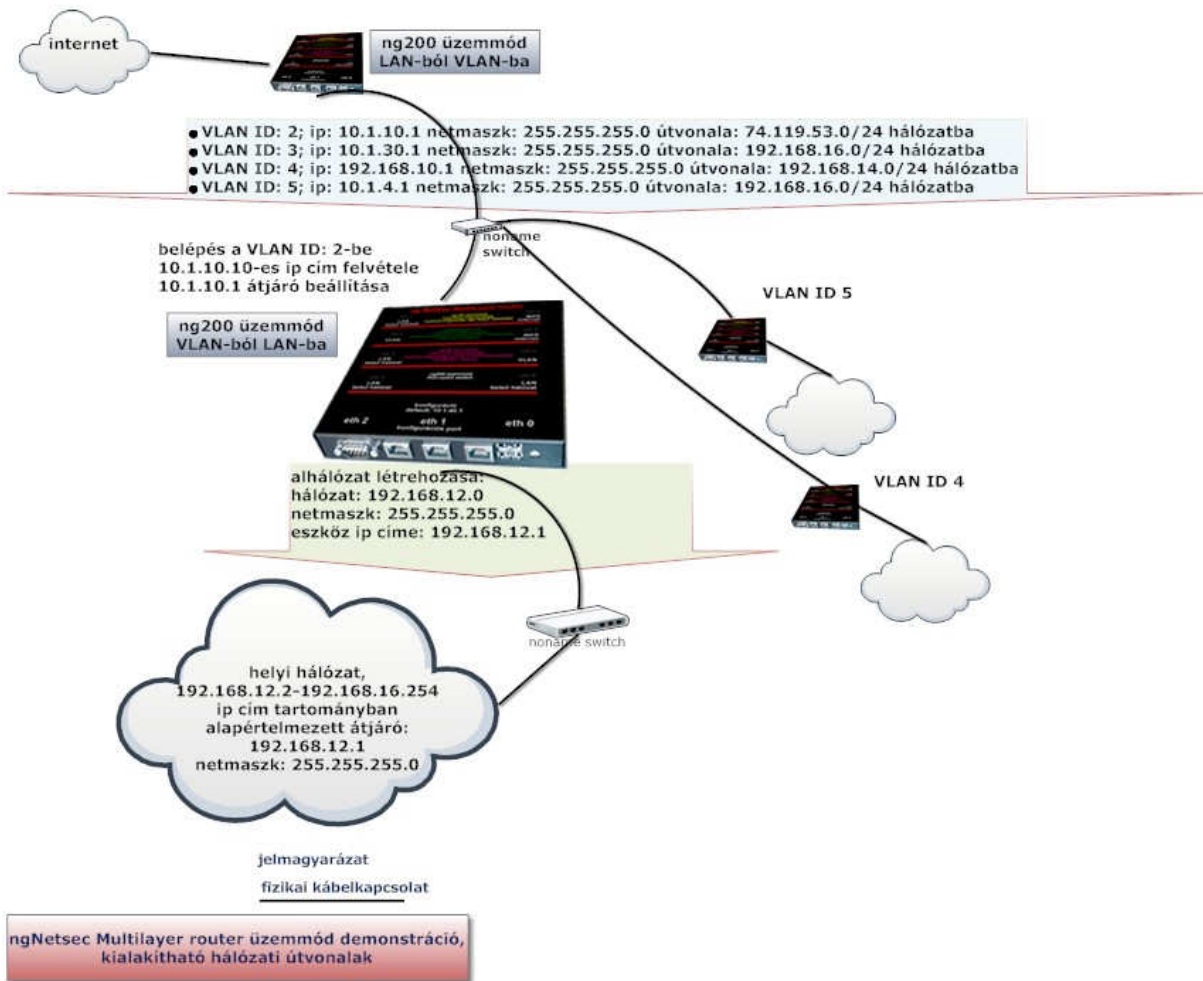 internet
ng200 üzemmód
LAN-ból VLAN-ba
● VLAN ID: 2; ip: 10.1.10.1 netmaszk: 255.255.255.0 útvonala: 74.119.53.0/24 hálózatba
● VLAN ID: 3; ip: 10.1.30.1 netmaszk: 255.255.255.0 útvonala: 192.168.16.0/24 hálózatba
● VLAN ID: 4; ip: 192.168.10.1 netmaszk: 255.255.255.0 útvonala: 192.168.14.0/24 hálózatba
● VLAN ID: 5; ip: 10.1.4.1 netmaszk: 255.255.255.0 útvonala: 192.168.16.0/24 hálózatba
noname
switch
belépés a VLAN ID: 2-be
10.1.10.10-es ip cím felvétele
10.1.10.1 átjáró beállítása
VLAN ID 5
ng200 üzemmód
VLAN-ból LAN-ba
eth 2
eth 1
eth 0
konfigurációs port
VLAN ID 4
alhálózat létrehozása:
hálózat: 192.168.12.0
netmaszk: 255.255.255.0
eszköz ip címe: 192.168.12.1
noname switch
helyi hálózat,
192.168.12.2-192.168.16.254
ip cím tartományban
alapértelmezett átjáró:
192.168.12.1
netmaszk: 255.255.255.0
jelmagyarázat
fizikai kábelkapcsolat
ngNetsec Multilayer router üzemmód demonstráció,
kialakítható hálózati útvonalak